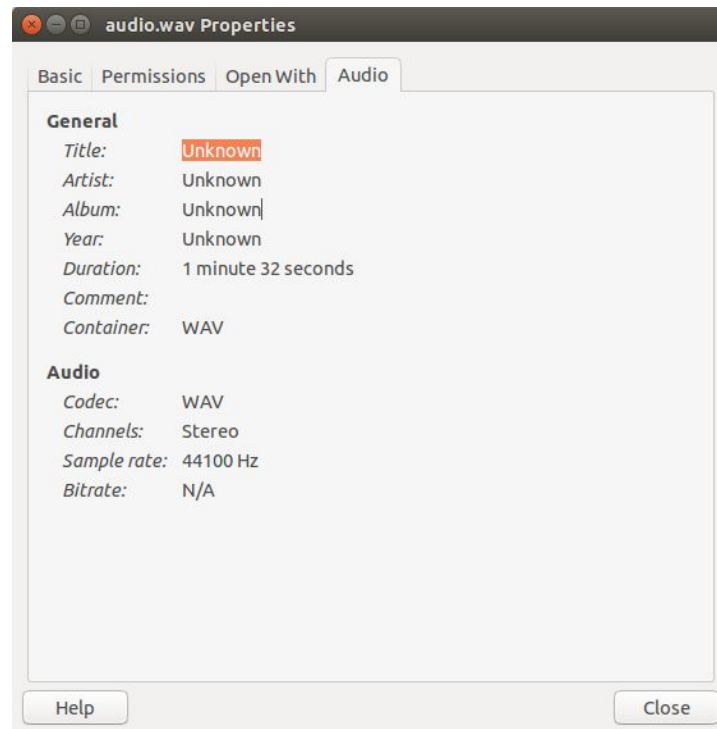 audio.wav Properties
Basic Permissions Open With Audio
General
Title: Unknown
Artist: Unknown
Album: Unknown
Year: Unknown
Duration: 1 minute 32 seconds
Comment:
Container: WAV
Audio
Codec: WAV
Channels: Stereo
Sample rate: 44100 Hz
Bitrate: N/A
Help Close